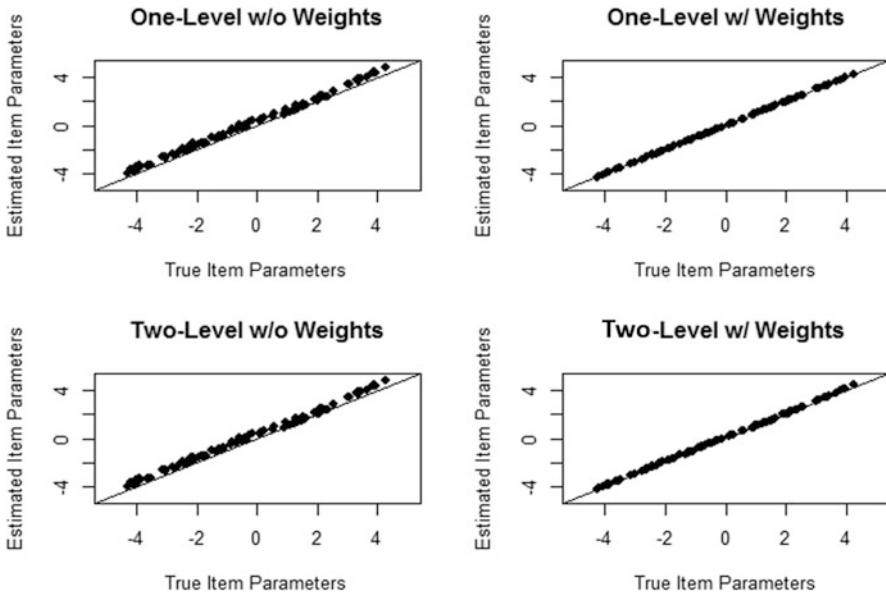 One-Level w/o Weights
Estimated Item Parameters
4
0
-4
-4
-2
0
2
4
True Item Parameters
One-Level w/ Weights
Estimated Item Parameters
4
0
-4
-4
-2
0
2
4
True Item Parameters
Two-Level w/o Weights
Estimated Item Parameters
4
0
-4
-4
-2
0
2
4
True Item Parameters
Two-Level w/ Weights
Estimated Item Parameters
4
0
-4
-4
-2
0
2
4
True Item Parameters